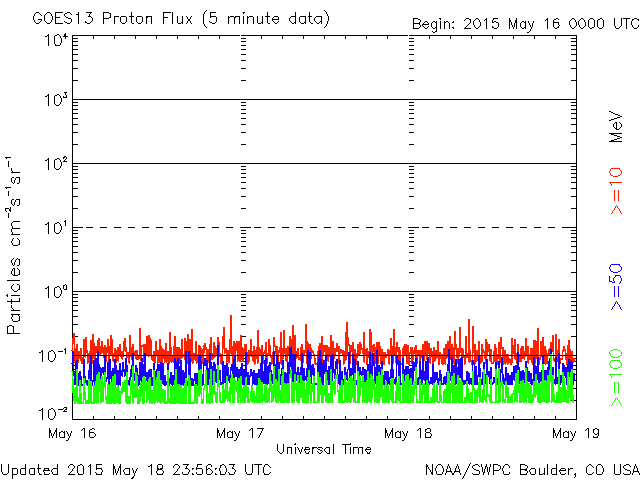 GOES13 Proton Flux (5 minute data)
Begin: 2015 May 16 0000 UTC
10⁴
10³
10²
10¹
10⁰
10⁻¹
10⁻²
Particles cm⁻²s⁻¹sr⁻¹
MeV
>=10
>=50
>=100
May 16
May 17
May 18
May 19
Universal Time
Updated 2015 May 18 23:56:03 UTC
NOAA/SWPC Boulder, CO USA